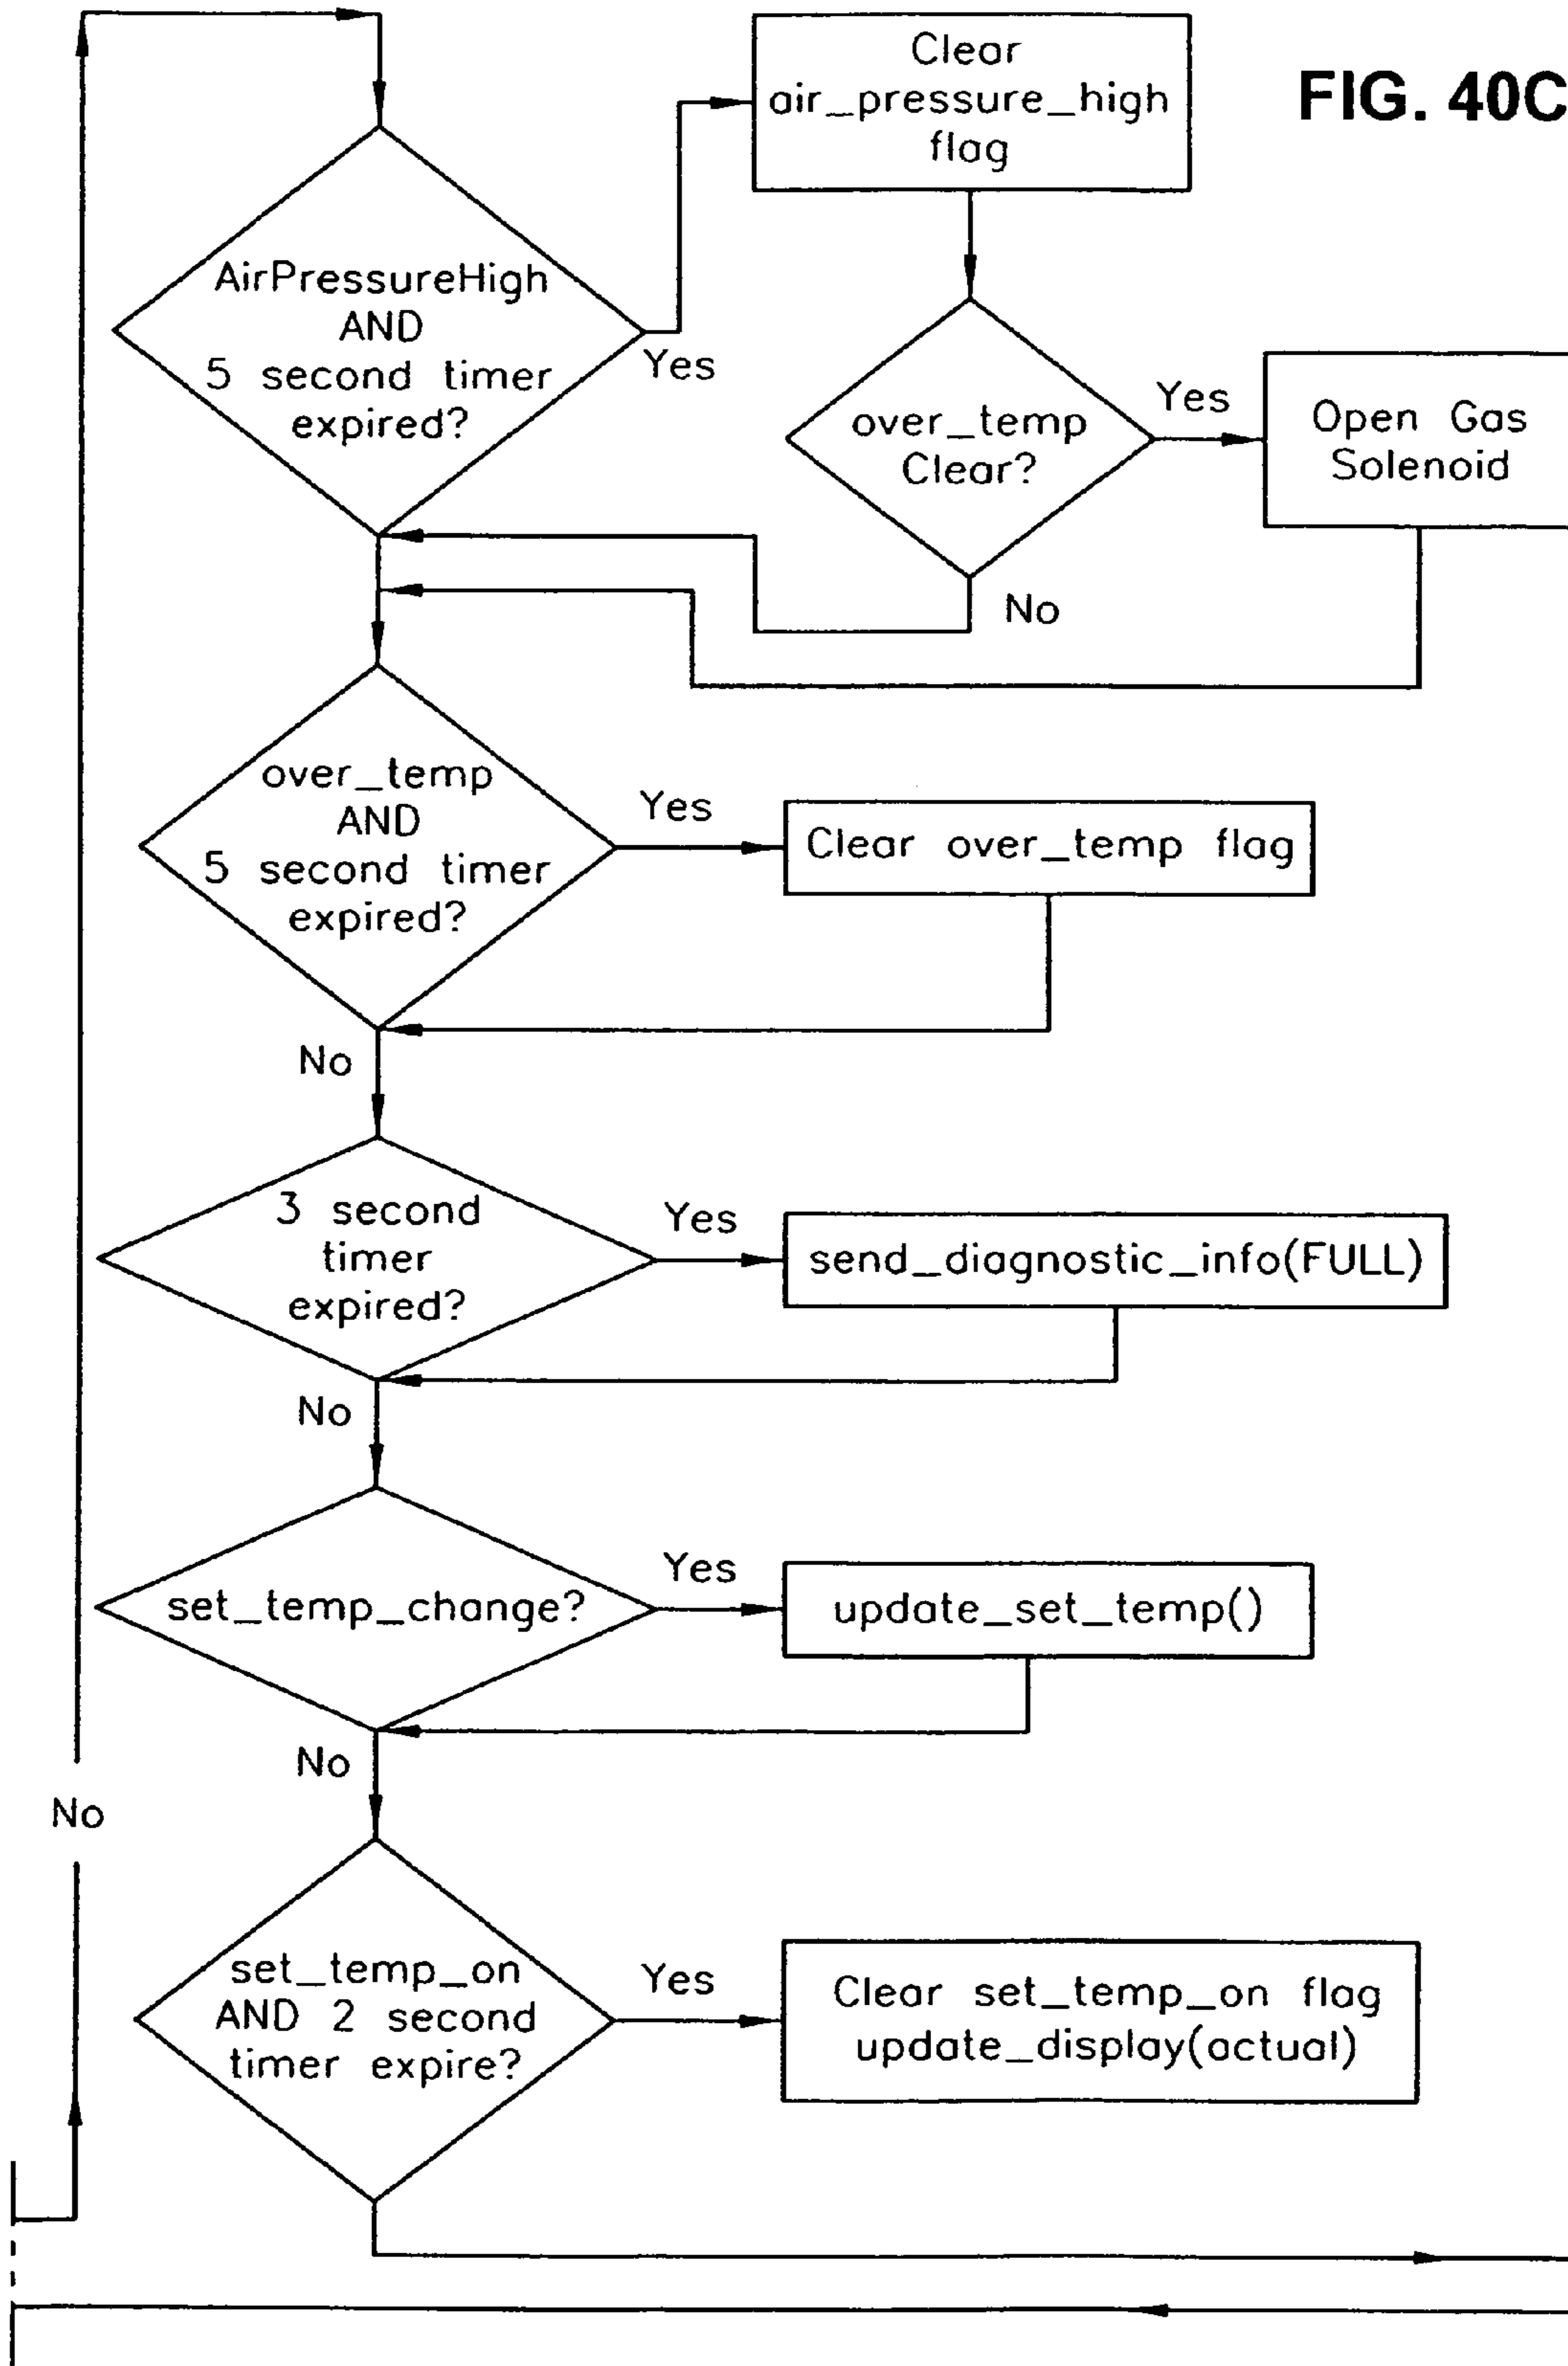 FIG. 40C
Clear
air_pressure_high
flag
AirPressureHigh
AND
5 second timer
expired?
Yes
over_temp
Clear?
Yes
Open Gas
Solenoid
No
over_temp
AND
5 second timer
expired?
Yes
Clear over_temp flag
No
3 second
timer
expired?
Yes
send_diagnostic_info(FULL)
No
set_temp_change?
Yes
update_set_temp()
No
No
set_temp_on
AND 2 second
timer expire?
Yes
Clear set_temp_on flag
update_display(actual)